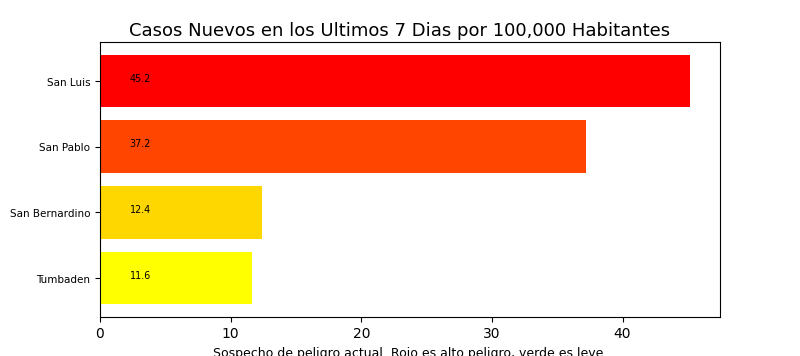 Casos Nuevos en los Ultimos 7 Dias por 100,000 Habitantes
San Luis 45.2
San Pablo 37.2
San Bernardino 12.4
Tumbaden 11.6
0 10 20 30 40
Sospecho de peligro actual. Rojo es alto peligro, verde es leve